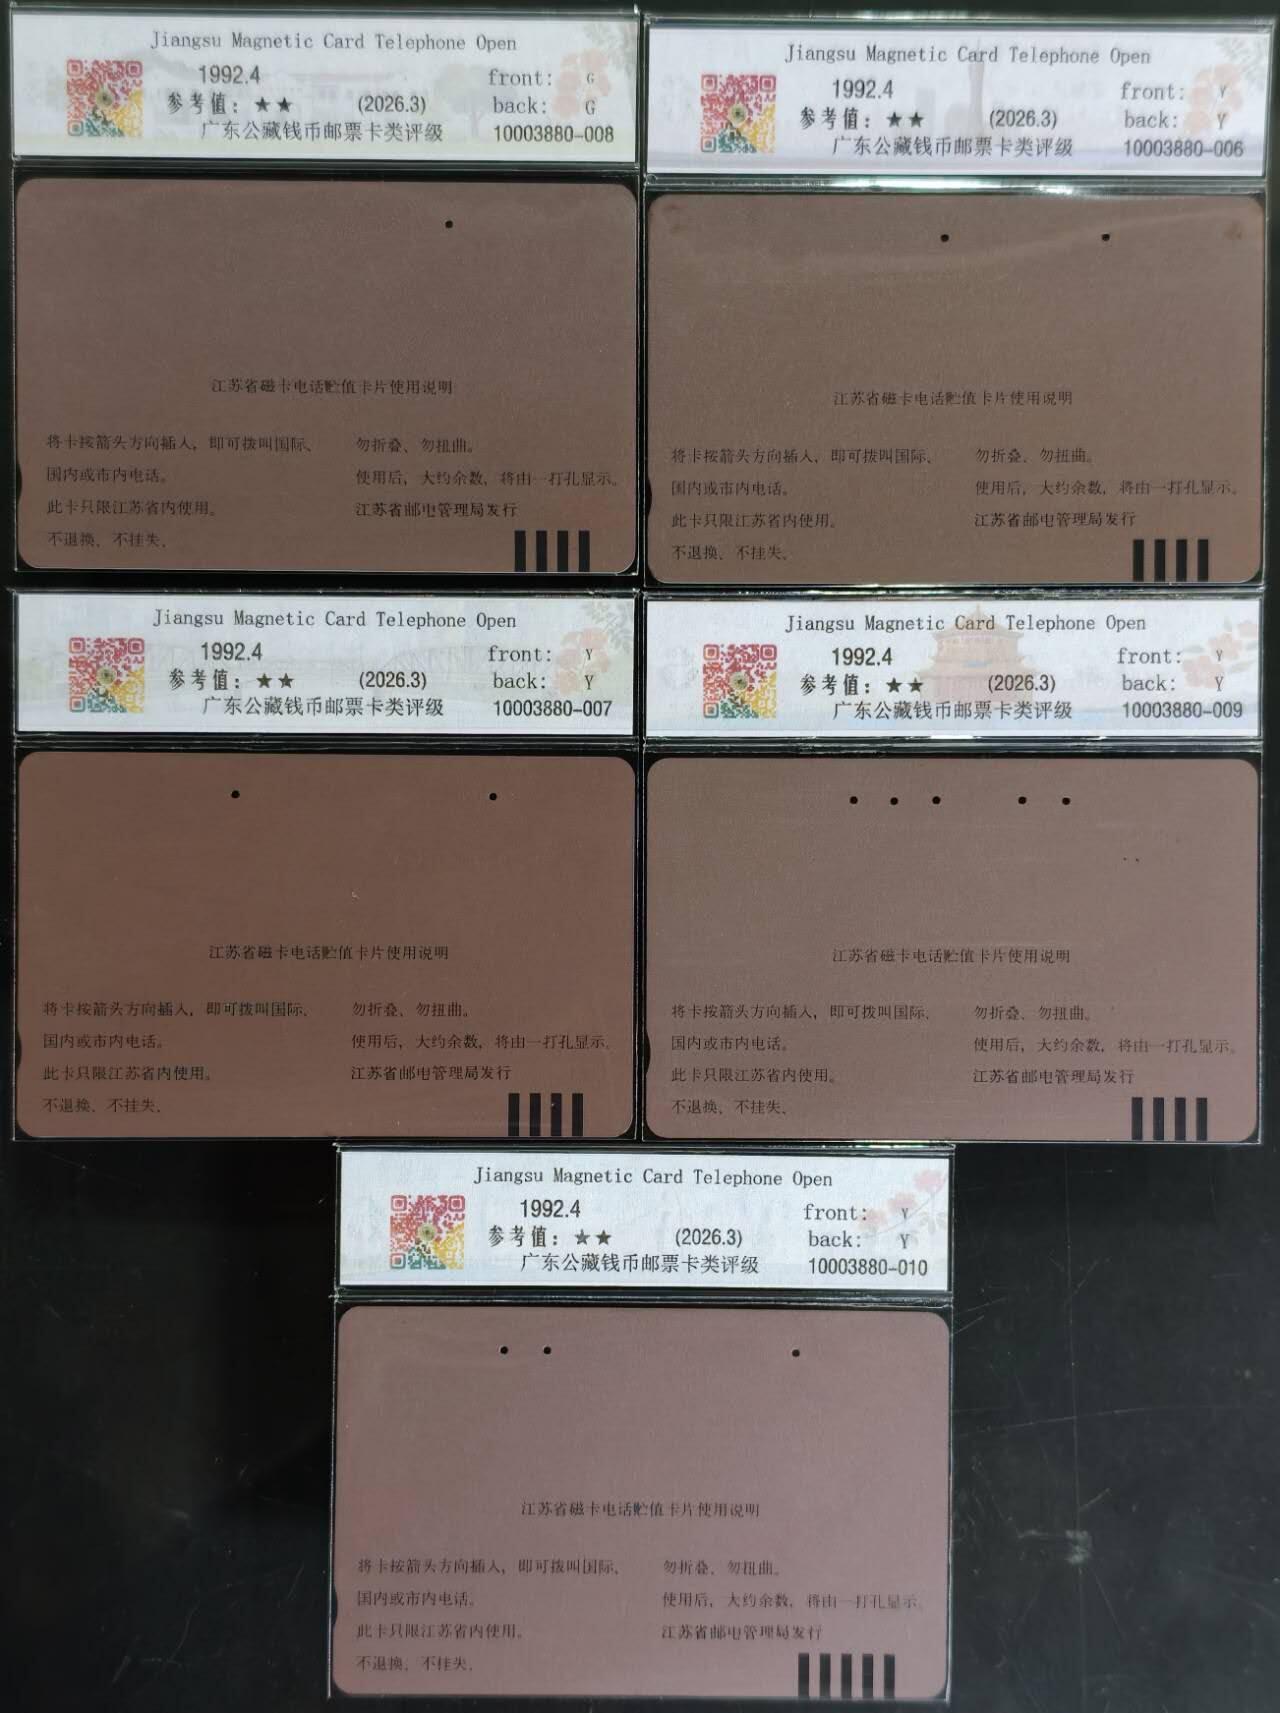 Jiangsu Magnetic Card Telephone Open
1992.4 front: G
参考值：★★ (2026.3) back: G
广东公藏钱币邮票卡类评级 10003880-008
江苏省磁卡电话贮值卡片使用说明
将卡按箭头方向插入，即可拨叫国际、
国内或市内电话。
此卡只限江苏省内使用。
不退换、不挂失、
勿折叠、勿扭曲。
使用后，大约余数，将由一打孔显示。
江苏省邮电管理局发行
Jiangsu Magnetic Card Telephone Open
1992.4 front: Y
参考值：★★ (2026.3) back: Y
广东公藏钱币邮票卡类评级 10003880-006
江苏省磁卡电话贮值卡片使用说明
将卡按箭头方向插入，即可拨叫国际、
国内或市内电话。
此卡只限江苏省内使用。
不退换、不挂失、
勿折叠、勿扭曲。
使用后，大约余数，将由一打孔显示。
江苏省邮电管理局发行
Jiangsu Magnetic Card Telephone Open
1992.4 front: Y
参考值：★★ (2026.3) back: Y
广东公藏钱币邮票卡类评级 10003880-007
江苏省磁卡电话贮值卡片使用说明
将卡按箭头方向插入，即可拨叫国际、
国内或市内电话。
此卡只限江苏省内使用。
不退换、不挂失、
勿折叠、勿扭曲。
使用后，大约余数，将由一打孔显示。
江苏省邮电管理局发行
Jiangsu Magnetic Card Telephone Open
1992.4 front: Y
参考值：★★ (2026.3) back: Y
广东公藏钱币邮票卡类评级 10003880-009
江苏省磁卡电话贮值卡片使用说明
将卡按箭头方向插入，即可拨叫国际、
国内或市内电话。
此卡只限江苏省内使用。
不退换、不挂失、
勿折叠、勿扭曲。
使用后，大约余数，将由一打孔显示。
江苏省邮电管理局发行
Jiangsu Magnetic Card Telephone Open
1992.4 front: Y
参考值：★★ (2026.3) back: Y
广东公藏钱币邮票卡类评级 10003880-010
江苏省磁卡电话贮值卡片使用说明
将卡按箭头方向插入，即可拨叫国际、
国内或市内电话。
此卡只限江苏省内使用。
不退换、不挂失、
勿折叠、勿扭曲。
使用后，大约余数，将由一打孔显示。
江苏省邮电管理局发行